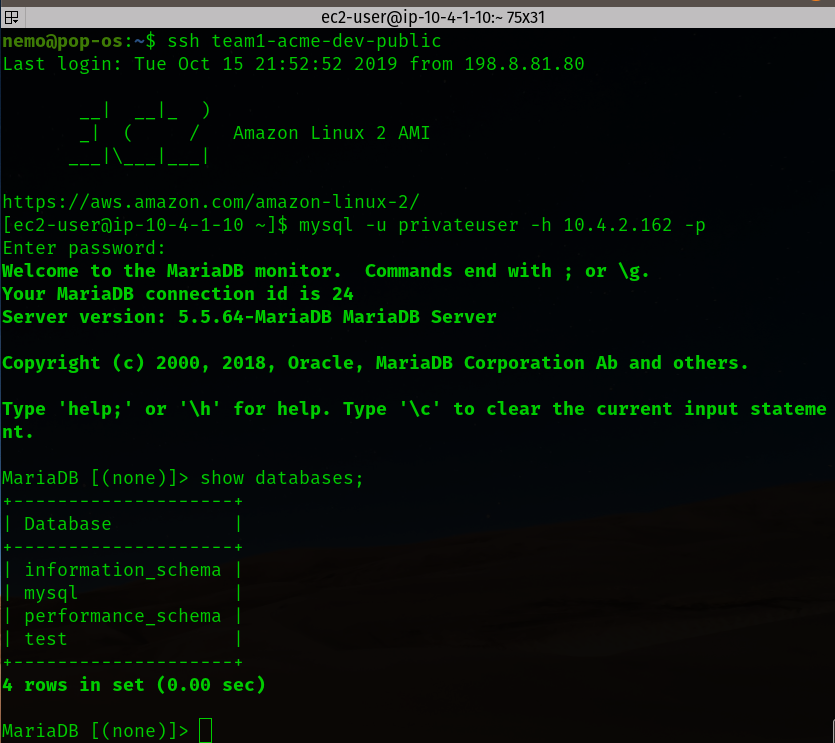 ec2-user@ip-10-4-1-10:~ 75x31
nemo@pop-os:~$ ssh team1-acme-dev-public
Last login: Tue Oct 15 21:52:52 2019 from 198.8.81.80

       __|  __|_  )
       _|  (     /   Amazon Linux 2 AMI
      ___|\___|___|

https://aws.amazon.com/amazon-linux-2/
[ec2-user@ip-10-4-1-10 ~]$ mysql -u privateuser -h 10.4.2.162 -p
Enter password:
Welcome to the MariaDB monitor.  Commands end with ; or \g.
Your MariaDB connection id is 24
Server version: 5.5.64-MariaDB MariaDB Server

Copyright (c) 2000, 2018, Oracle, MariaDB Corporation Ab and others.

Type 'help;' or '\h' for help. Type '\c' to clear the current input stateme
nt.

MariaDB [(none)]> show databases;
+--------------------+
| Database           |
+--------------------+
| information_schema |
| mysql              |
| performance_schema |
| test               |
+--------------------+
4 rows in set (0.00 sec)

MariaDB [(none)]>